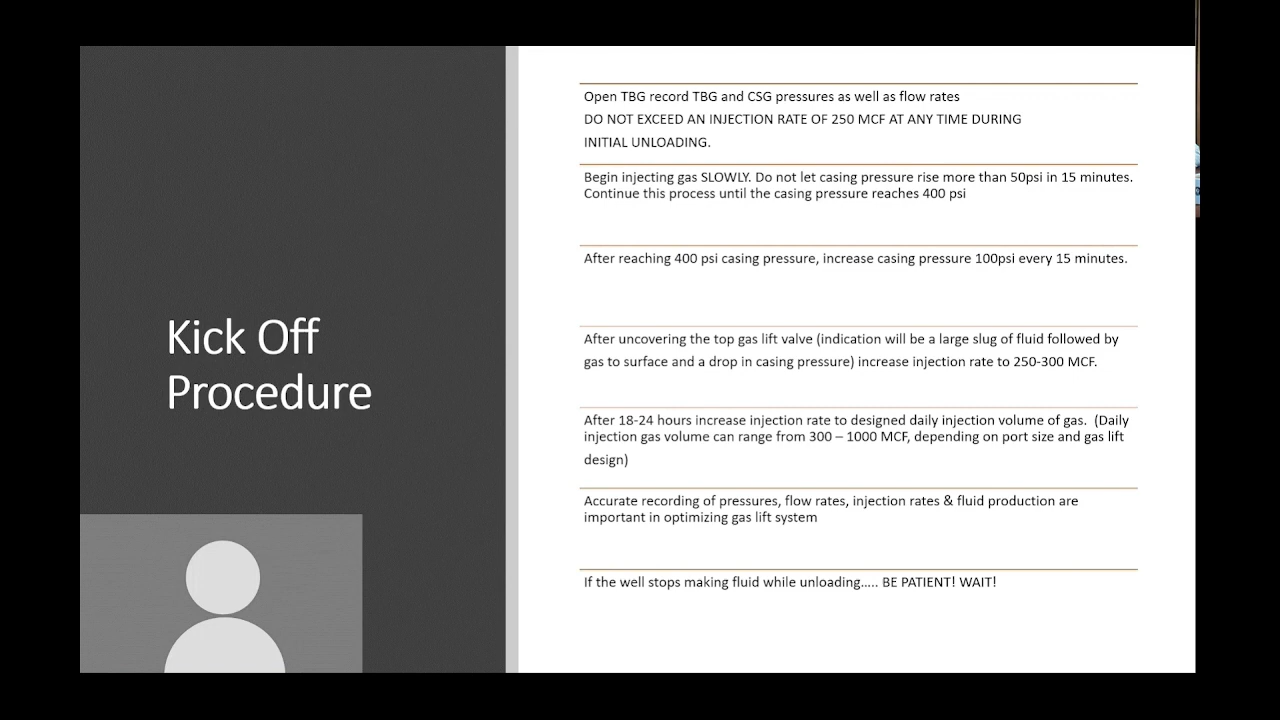 Kick Off
Procedure
Open TBG record TBG and CSG pressures as well as flow rates
DO NOT EXCEED AN INJECTION RATE OF 250 MCF AT ANY TIME DURING
INITIAL UNLOADING.
Begin injecting gas SLOWLY. Do not let casing pressure rise more than 50psi in 15 minutes.
Continue this process until the casing pressure reaches 400 psi
After reaching 400 psi casing pressure, increase casing pressure 100psi every 15 minutes.
After uncovering the top gas lift valve (indication will be a large slug of fluid followed by
gas to surface and a drop in casing pressure) increase injection rate to 250-300 MCF.
After 18-24 hours increase injection rate to designed daily injection volume of gas.  (Daily
injection gas volume can range from 300 – 1000 MCF, depending on port size and gas lift
design)
Accurate recording of pressures, flow rates, injection rates & fluid production are
important in optimizing gas lift system
If the well stops making fluid while unloading..... BE PATIENT! WAIT!